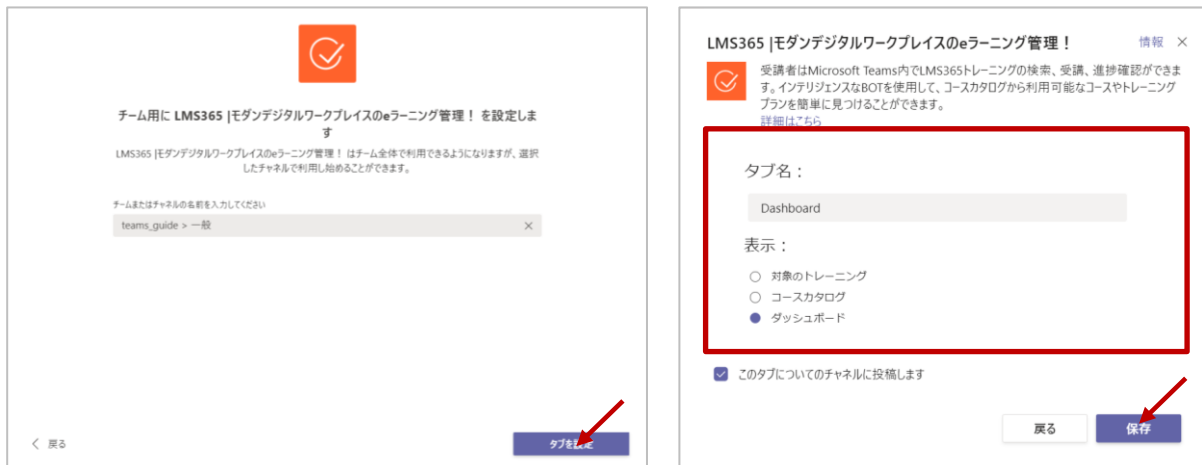 チーム用に LMS365 |モダンデジタルワークプレイスのeラーニング管理！ を設定しま
す
LMS365 |モダンデジタルワークプレイスのeラーニング管理！ はチーム全体で利用できるようになりますが、選択
したチャネルで利用し始めることができます。
チームまたはチャネルの名前を入力してください
teams_guide > 一般
戻る
タブを設定
LMS365 |モダンデジタルワークプレイスのeラーニング管理！
情報
受講者はMicrosoft Teams内でLMS365トレーニングの検索、受講、進捗確認ができま
す。インテリジェンスなBOTを使用して、コースカタログから利用可能なコースやトレーニング
プランを簡単に見つけることができます。
詳細はこちら
タブ名：
Dashboard
表示：
対象のトレーニング
コースカタログ
ダッシュボード
このタブについてのチャネルに投稿します
戻る
保存